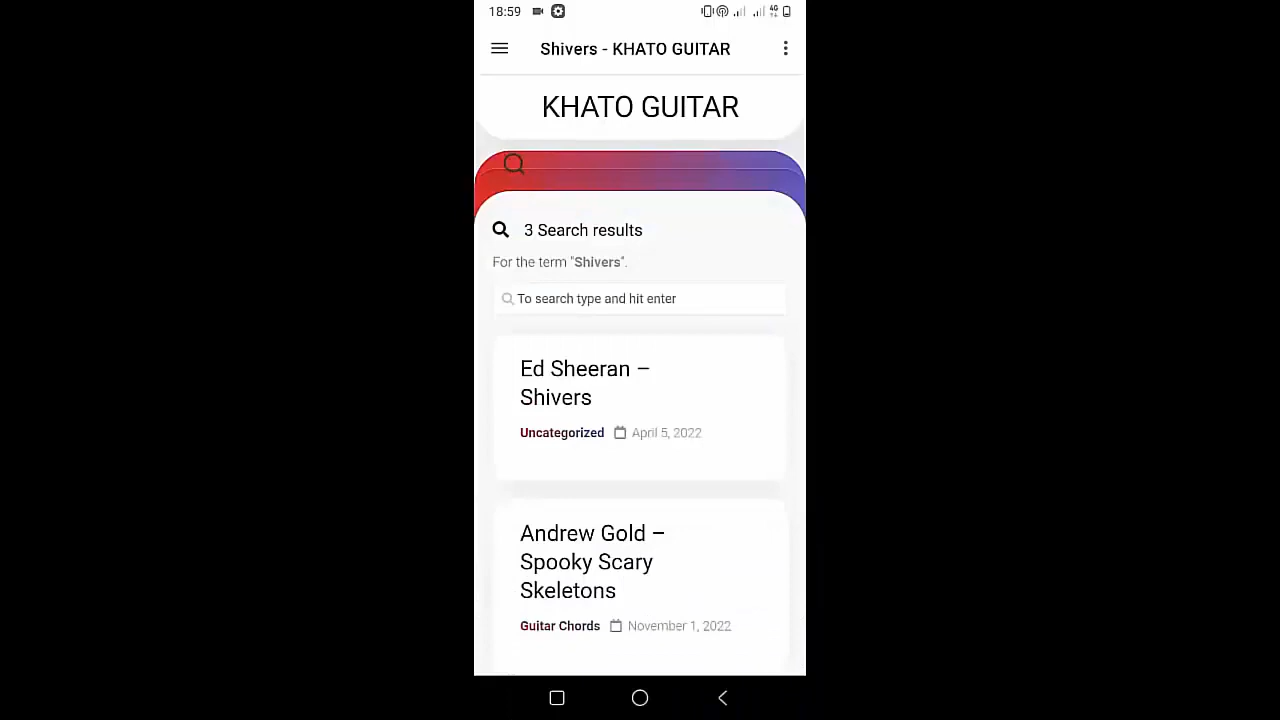 18:59
4G
Shivers - KHATO GUITAR
KHATO GUITAR
3 Search results
For the term "Shivers".
To search type and hit enter
Ed Sheeran –
Shivers
Uncategorized April 5, 2022
Andrew Gold –
Spooky Scary
Skeletons
Guitar Chords November 1, 2022